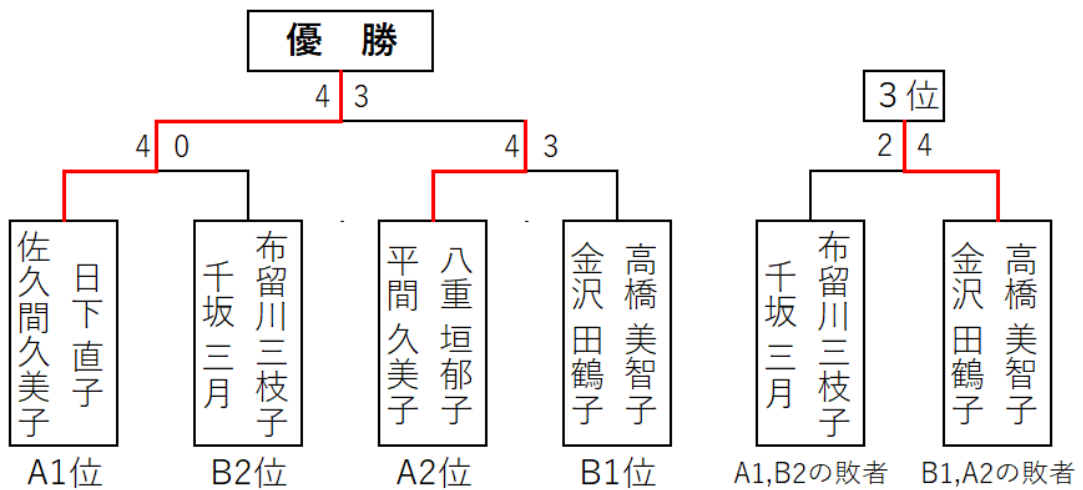 優　勝
4 3
4 0
4 3
日下 直子
佐久間久美子
布留川 三枝子
千坂 三月
八重 垣郁子
平間 久美子
高橋 美智子
金沢 田鶴子
A1位
B2位
A2位
B1位
３位
2 4
布留川 三枝子
千坂 三月
高橋 美智子
金沢 田鶴子
A1,B2の敗者
B1,A2の敗者